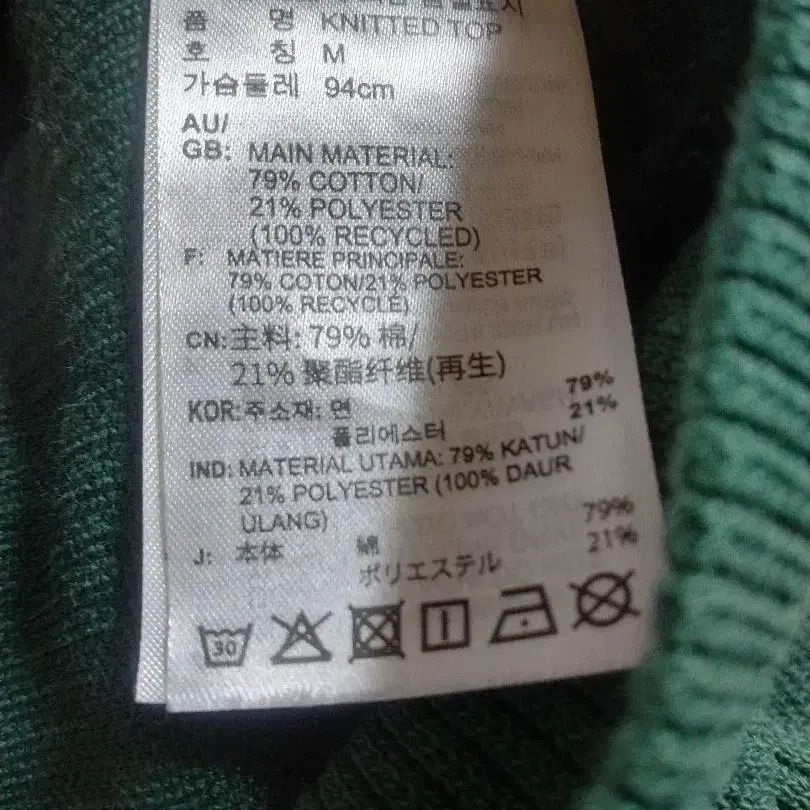 품 명 KNITTED TOP
호 칭 M
가슴둘레 94cm
AU/
GB: MAIN MATERIAL:
79% COTTON/
21% POLYESTER
(100% RECYCLED)
F: MATIERE PRINCIPALE:
79% COTON/21% POLYESTER
(100% RECYCLÉ)
CN:主料: 79% 棉/
21% 聚酯纤维(再生)
KOR:주소재: 면 79%
폴리에스터 21%
IND: MATERIAL UTAMA: 79% KATUN/
21% POLYESTER (100% DAUR
ULANG)
J: 本体 綿 79%
ポリエステル 21%
30